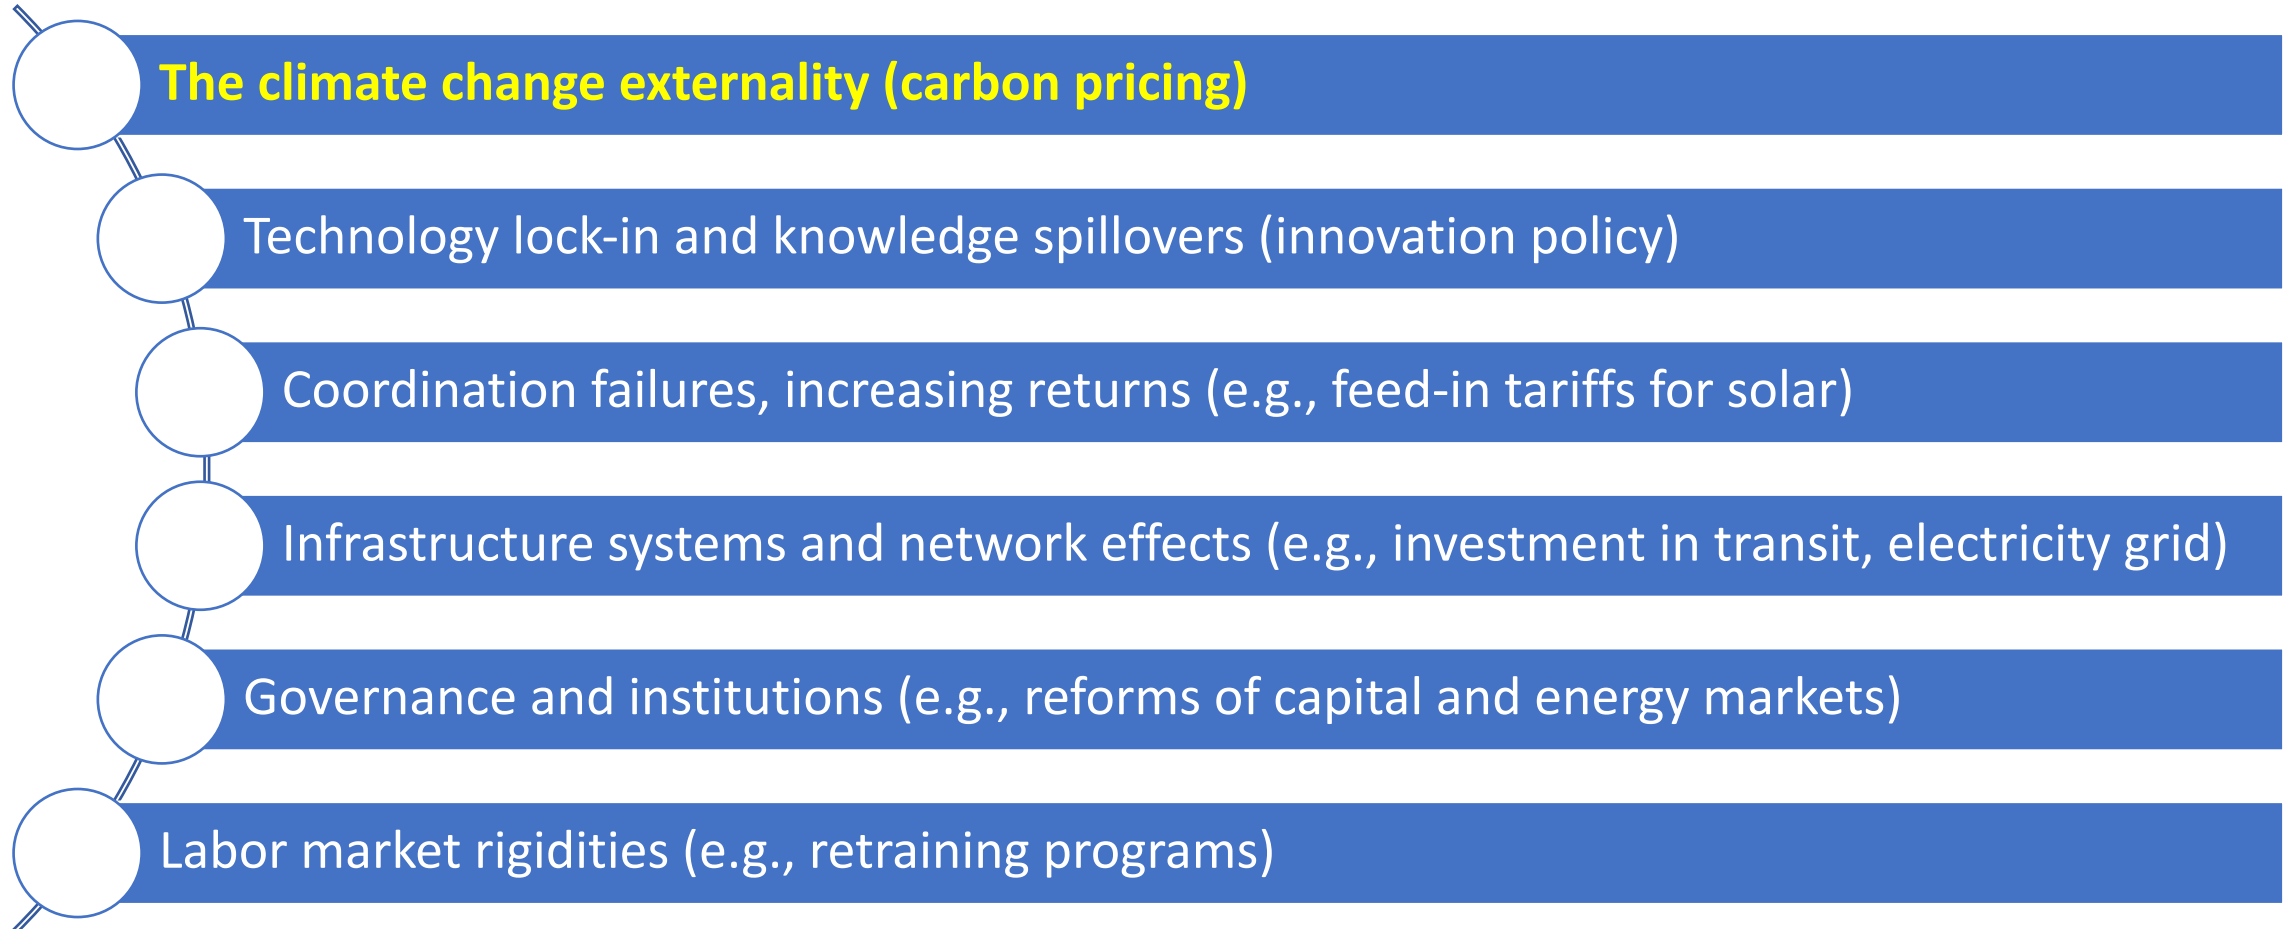 The climate change externality (carbon pricing)
Technology lock-in and knowledge spillovers (innovation policy)
Coordination failures, increasing returns (e.g., feed-in tariffs for solar)
Infrastructure systems and network effects (e.g., investment in transit, electricity grid)
Governance and institutions (e.g., reforms of capital and energy markets)
Labor market rigidities (e.g., retraining programs)